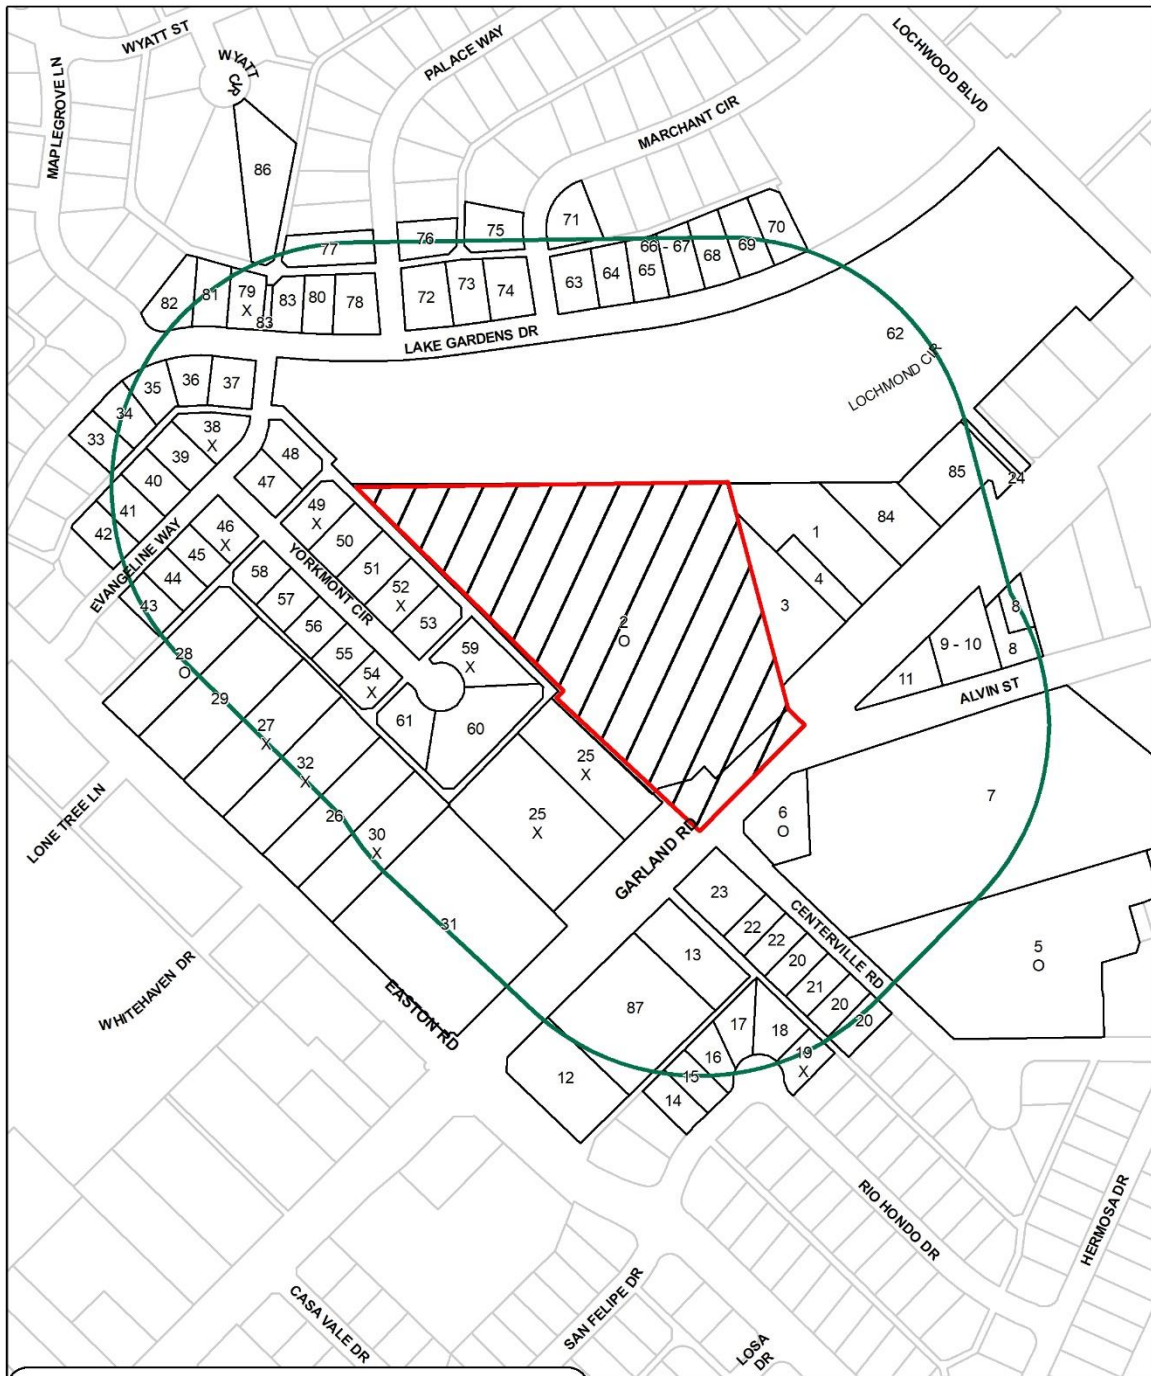 WYATT ST
WYATT
CIR
PALACE WAY
LOCHWOOD BLVD
MAPLEGROVE LN
MARCHANT CIR
86
71
70
75
76
77
66 - 67
69
68
65
64
63
74
73
72
78
80
83
79
X
83
81
82
LAKE GARDENS DR
62
LOCHMOND CIR
37
36
35
34
33
38
X
39
40
41
42
48
47
49
X
50
51
52
X
53
46
X
45
44
43
EVANGELINE WAY
YORKMONT CIR
58
57
56
55
54
X
59
X
60
61
85
24
84
1
4
3
2
O
8
8
9 - 10
11
ALVIN ST
28
O
29
27
X
32
X
26
30
X
31
25
X
25
X
7
6
O
GARLAND RD
LONE TREE LN
23
22
22
20
21
20
20
CENTERVILLE RD
5
O
13
87
12
17
18
19
X
16
15
14
WHITEHAVEN DR
EASTON RD
RIO HONDO DR
HERMOSA DR
CASA VALE DR
SAN FELIPE DR
LOSA
DR